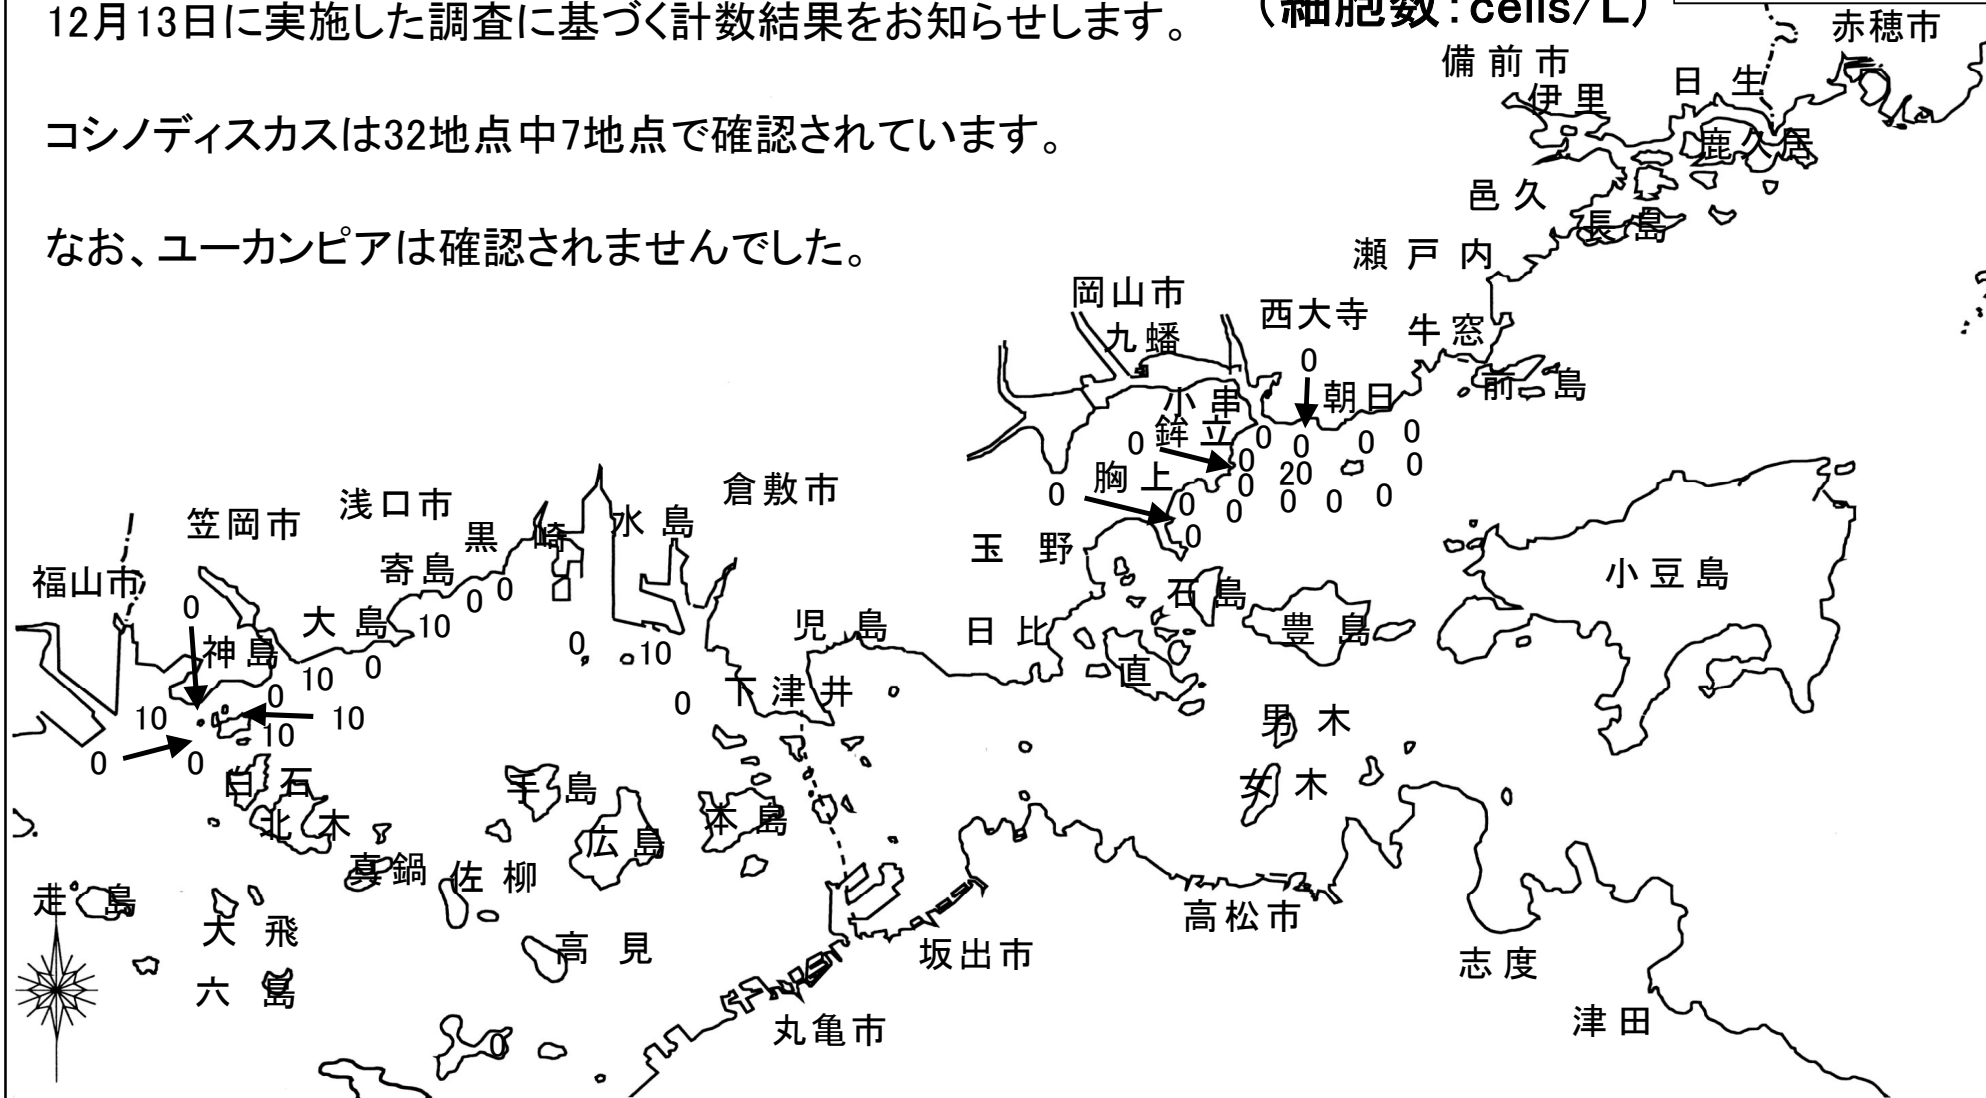 12月13日に実施した調査に基づく計数結果をお知らせします。
(細胞数:cells/L)
コシノディスカスは32地点中7地点で確認されています。
なお、ユーカンピアは確認されませんでした。
赤穂市
備前市
日生
伊里
鹿久居
邑久
長島
瀬戸内
岡山市
西大寺
九蟠
牛窓
0
前島
小串
朝日
鉾立
0
0
0
0
0
0
0
胸上
20
0
0
0
0
0
0
0
0
0
倉敷市
浅口市
笠岡市
水島
黒崎
玉野
寄島
福山市
石島
小豆島
0
0
0
大島
10
児島
日比
豊島
0
10
神島
0
直
10
0
0
下津井
10
10
10
男木
0
0
白石
手島
女木
北木
本島
広島
真鍋
佐柳
走島
高松市
大飛
高見
坂出市
志度
六島
津田
丸亀市
0